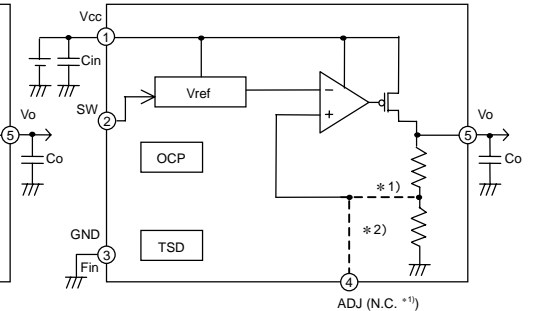 Vcc
1
Cin
Vref
−
+
SW
2
Vo
5
Co
OCP
＊1)
＊2)
Vo
5
Co
GND
3
Fin
TSD
4
ADJ (N.C. *1))